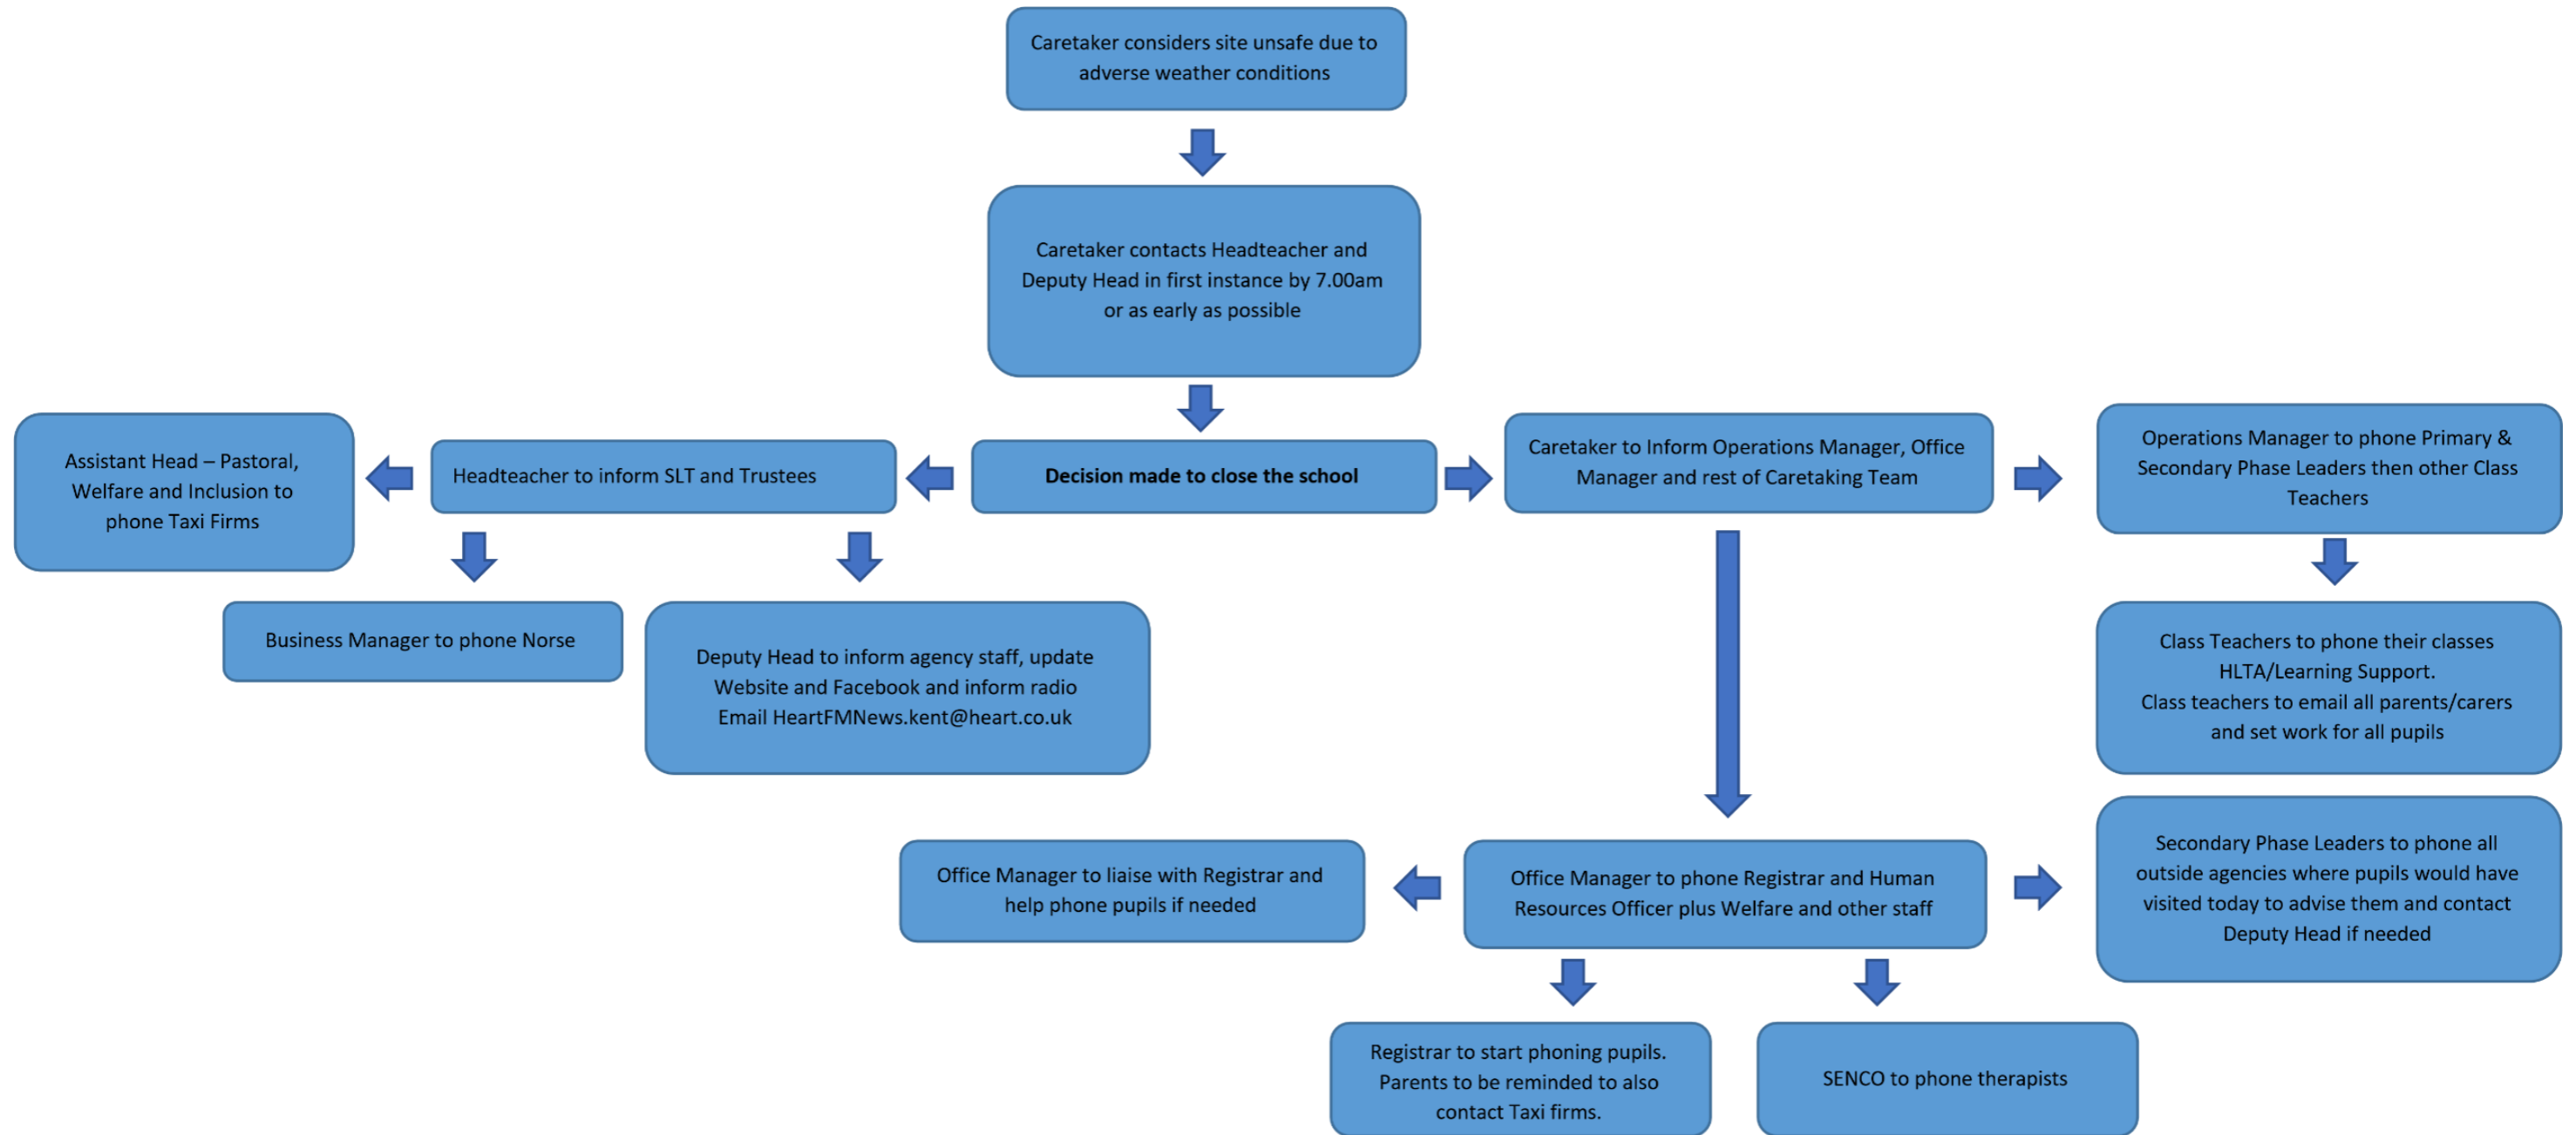 Caretaker considers site unsafe due to
adverse weather conditions
Caretaker contacts Headteacher and
Deputy Head in first instance by 7.00am
or as early as possible
Assistant Head – Pastoral,
Welfare and Inclusion to
phone Taxi Firms
Headteacher to inform SLT and Trustees
Decision made to close the school
Caretaker to Inform Operations Manager, Office
Manager and rest of Caretaking Team
Operations Manager to phone Primary &
Secondary Phase Leaders then other Class
Teachers
Business Manager to phone Norse
Deputy Head to inform agency staff, update
Website and Facebook and inform radio
Email HeartFMNews.kent@heart.co.uk
Class Teachers to phone their classes
HLTA/Learning Support.
Class teachers to email all parents/carers
and set work for all pupils
Office Manager to liaise with Registrar and
help phone pupils if needed
Office Manager to phone Registrar and Human
Resources Officer plus Welfare and other staff
Secondary Phase Leaders to phone all
outside agencies where pupils would have
visited today to advise them and contact
Deputy Head if needed
Registrar to start phoning pupils.
Parents to be reminded to also
contact Taxi firms.
SENCO to phone therapists